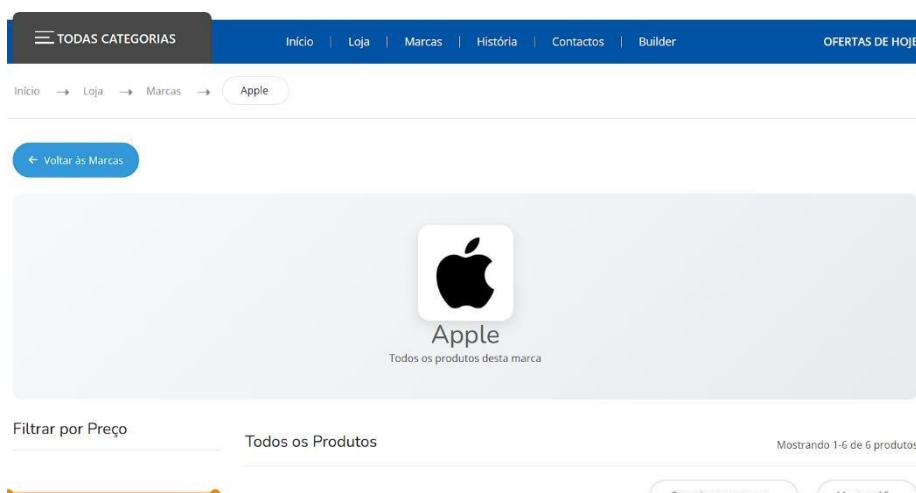 TODAS CATEGORIAS
Início | Loja | Marcas | História | Contactos | Builder
OFERTAS DE HOJE
Início → Loja → Marcas → Apple
← Voltar às Marcas
Apple
Todos os produtos desta marca
Filtrar por Preço
Todos os Produtos
Mostrando 1-6 de 6 produtos